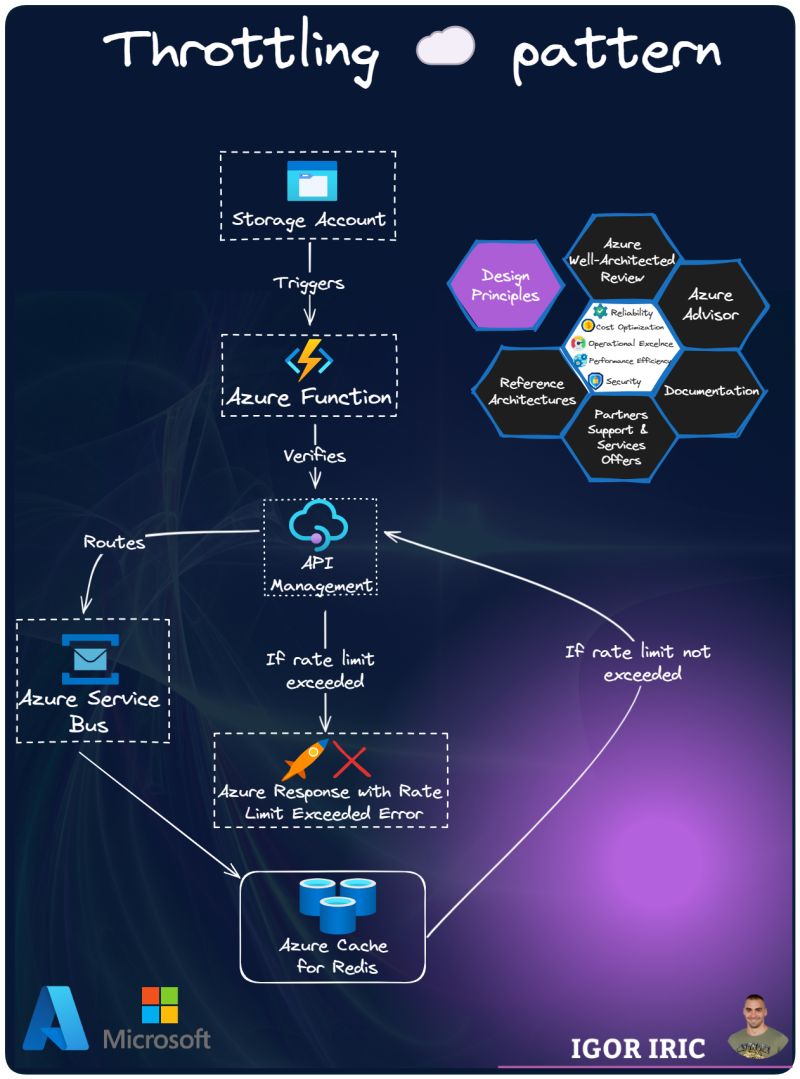 Throttling pattern
Storage Account
Triggers
Azure Function
Verifies
API
Management
Routes
Azure Service
Bus
If rate limit
exceeded
If rate limit not
exceeded
Azure Response with Rate
Limit Exceeded Error
Azure Cache
for Redis
Design
Principles
Azure
Well-Architected
Review
Azure
Advisor
Reliability
Cost Optimization
Operational Excelnce
Performance Efficiency
Security
Reference
Architectures
Documentation
Partners
Support &
Services
Offers
Microsoft
IGOR IRIC